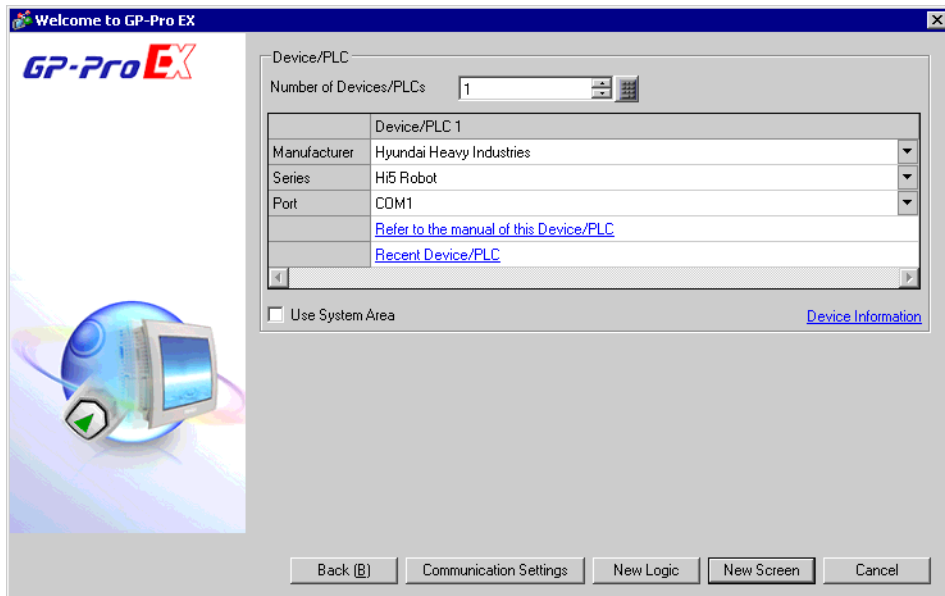 Welcome to GP-Pro EX
GP-Pro EX
Device/PLC
Number of Devices/PLCs 1
Device/PLC 1
Manufacturer Hyundai Heavy Industries
Series Hi5 Robot
Port COM1
Refer to the manual of this Device/PLC
Recent Device/PLC
Use System Area Device Information
Back (B) Communication Settings New Logic New Screen Cancel